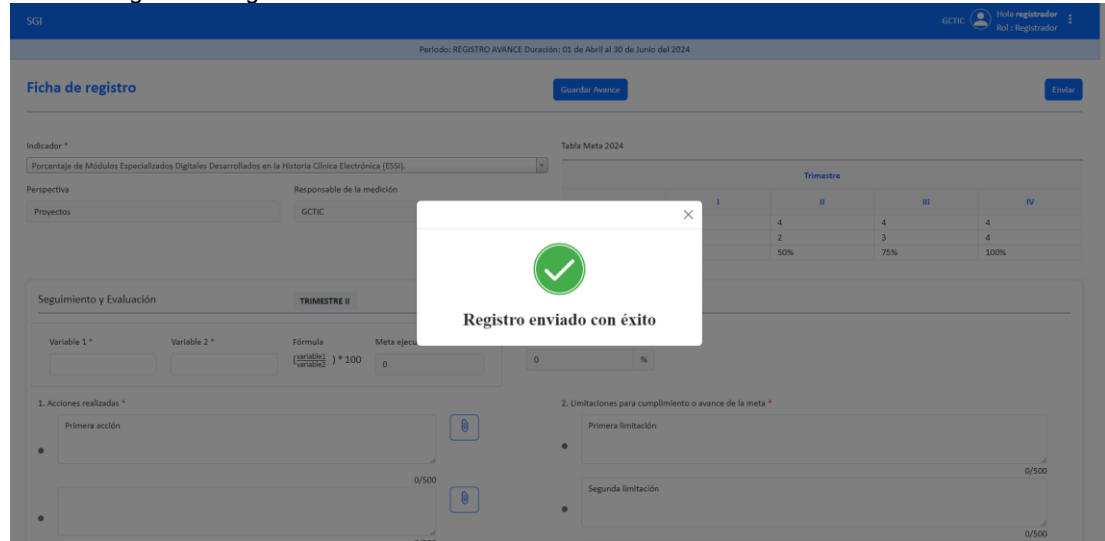 SGI
GCTIC
Hola registrador
Rol : Registrador
Periodo: REGISTRO AVANCE Duración: 01 de Abril al 30 de Junio del 2024
Ficha de registro
Guardar Avance
Enviar
Indicador *
Porcentaje de Módulos Especializados Digitales Desarrollados en la Historia Clínica Electrónica (ESSI).
Perspectiva
Responsable de la medición
Proyectos
GCTIC
Tabla Meta 2024
Trimestre
I II III IV
4 4 4
2 3 4
50% 75% 100%
Registro enviado con éxito
Seguimiento y Evaluación
TRIMESTRE II
Variable 1 *
Variable 2 *
Fórmula
(variable1
variable2) * 100
0
0 %
1. Acciones realizadas *
Primera acción
0/500
2. Limitaciones para cumplimiento o avance de la meta *
Primera limitación
0/500
Segunda limitación
0/500